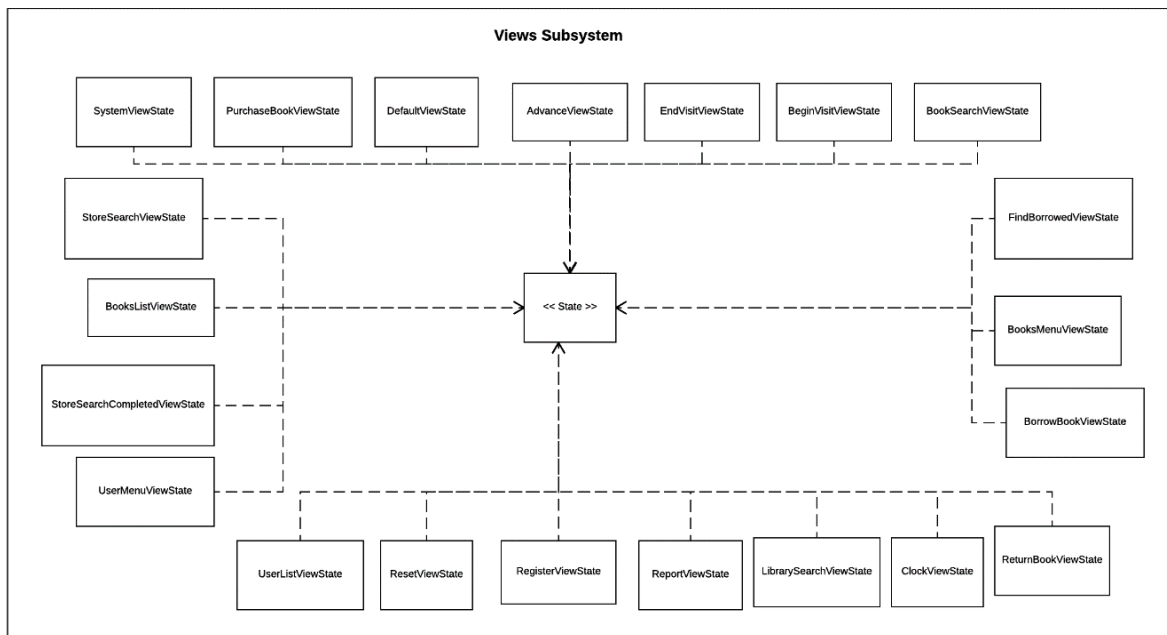 Views Subsystem
SystemViewState
PurchaseBookViewState
DefaultViewState
AdvanceViewState
EndVisitViewState
BeginVisitViewState
BookSearchViewState
StoreSearchViewState
FindBorrowedViewState
BooksListViewState
<< State >>
BooksMenuViewState
StoreSearchCompletedViewState
BorrowBookViewState
UserMenuViewState
UserListViewState
ResetViewState
RegisterViewState
ReportViewState
LibrarySearchViewState
ClockViewState
ReturnBookViewState